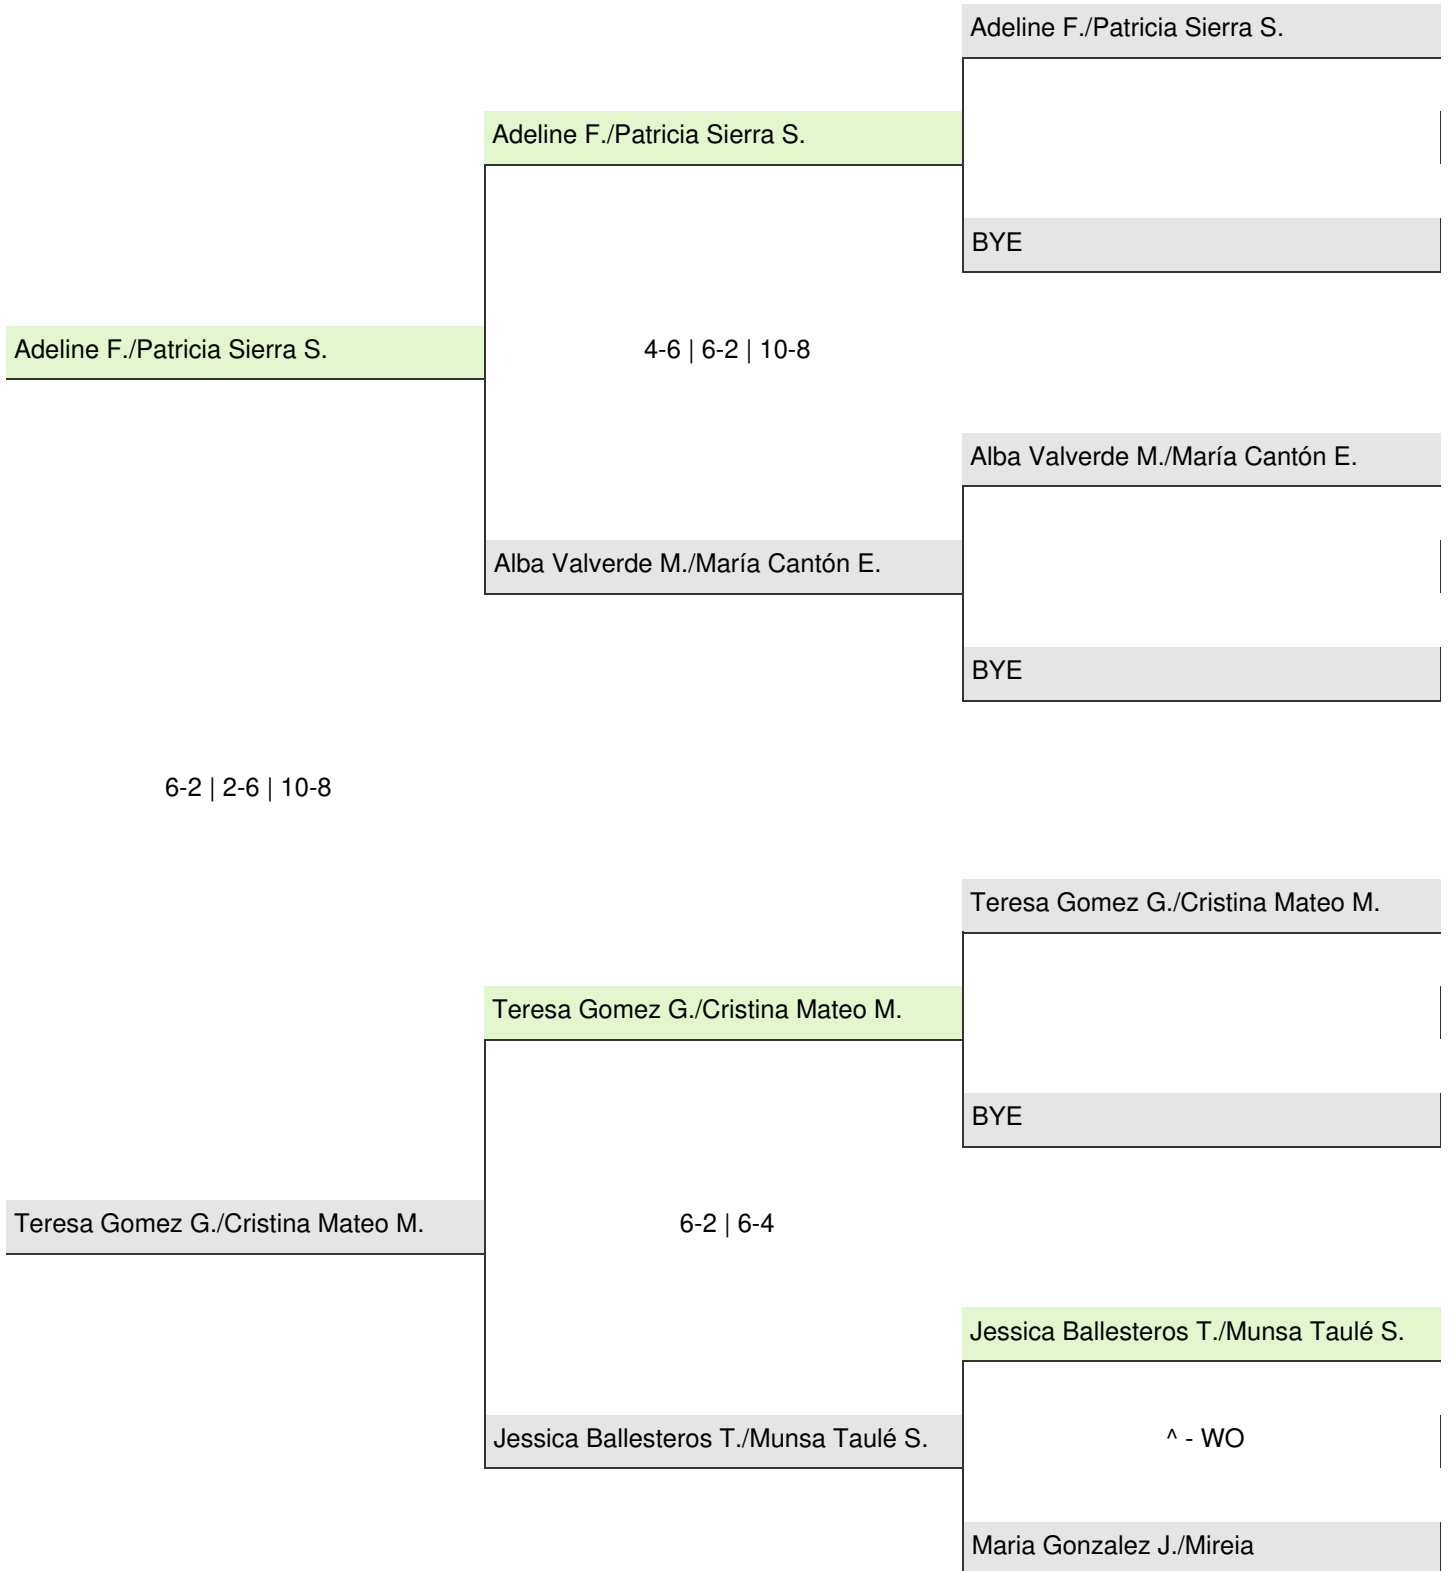 Adeline F./Patricia Sierra S.
Adeline F./Patricia Sierra S.
BYE
Adeline F./Patricia Sierra S.
4-6 | 6-2 | 10-8
Alba Valverde M./María Cantón E.
Alba Valverde M./María Cantón E.
BYE
6-2 | 2-6 | 10-8
Teresa Gomez G./Cristina Mateo M.
Teresa Gomez G./Cristina Mateo M.
BYE
Teresa Gomez G./Cristina Mateo M.
6-2 | 6-4
Jessica Ballesteros T./Munsa Taulé S.
Jessica Ballesteros T./Munsa Taulé S.
^ - WO
Maria Gonzalez J./Mireia